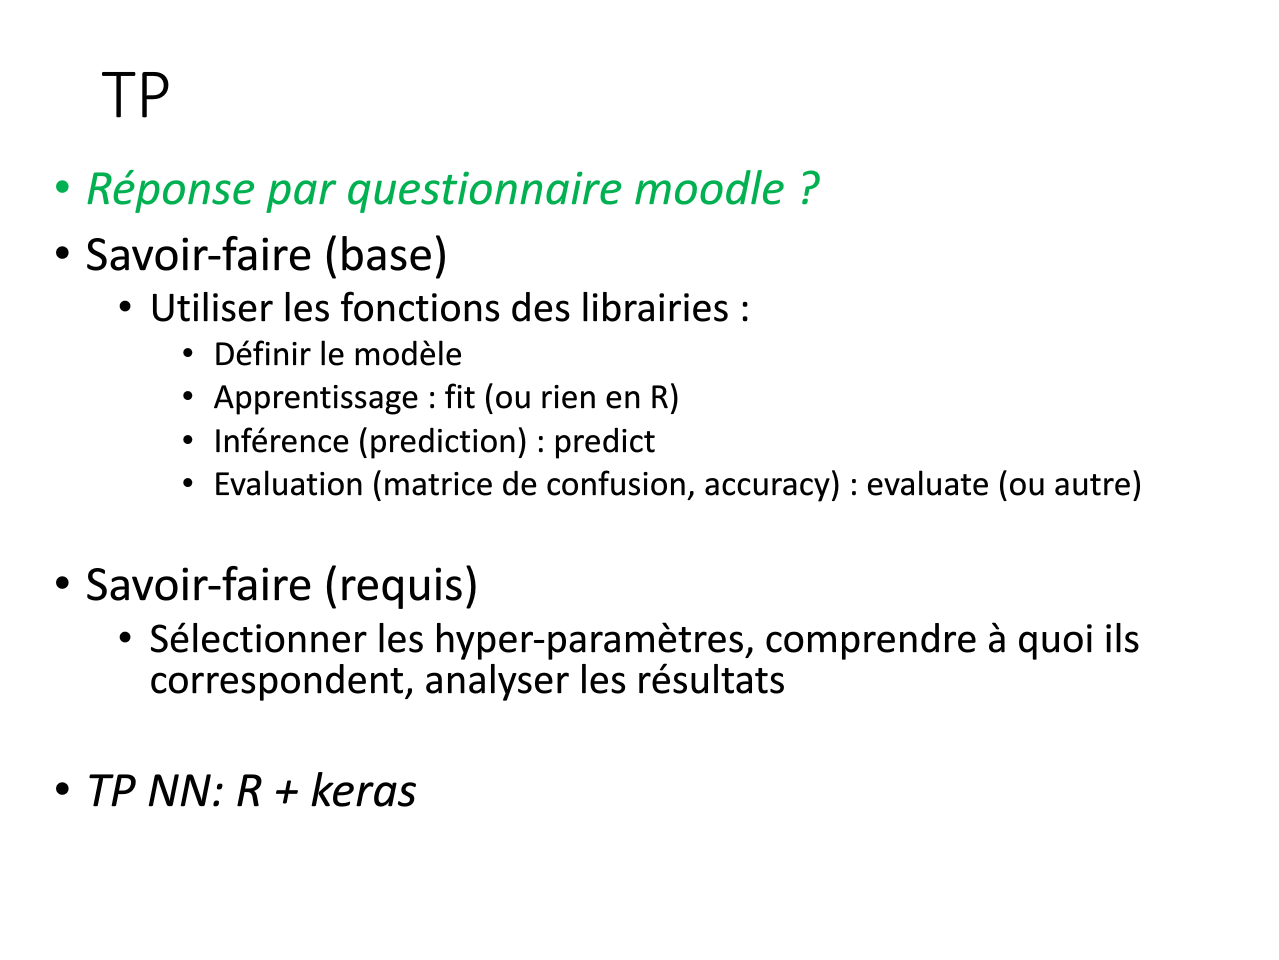 TP
• Réponse par questionnaire moodle ?
• Savoir-faire (base)
• Utiliser les fonctions des librairies :
• Définir le modèle
• Apprentissage : fit (ou rien en R)
• Inférence (prediction) : predict
• Evaluation (matrice de confusion, accuracy) : evaluate (ou autre)
• Savoir-faire (requis)
• Sélectionner les hyper-paramètres, comprendre à quoi ils
correspondent, analyser les résultats
• TP NN: R + keras